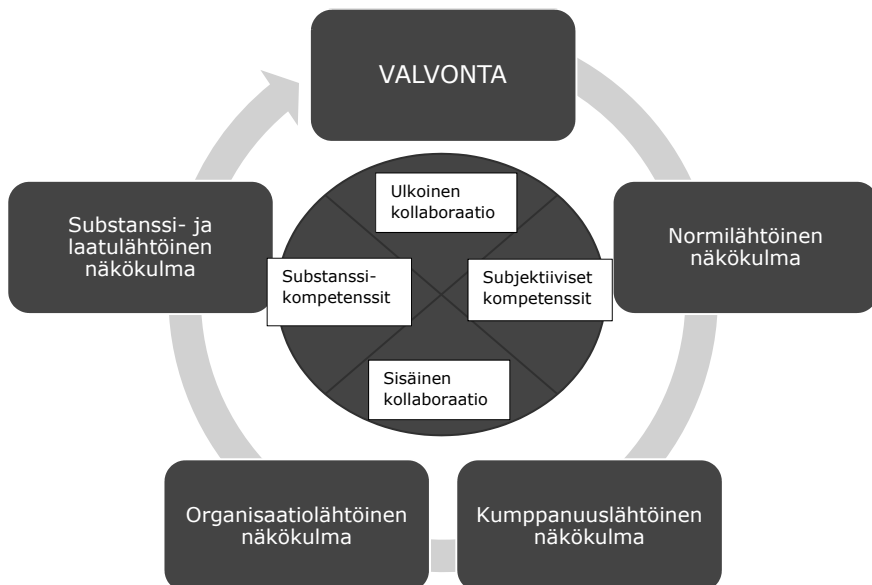 VALVONTA
Ulkoinen
kollaboraatio
Substanssi- ja
laatulähtöinen
näkökulma
Normilähtöinen
näkökulma
Substanssi-
kompetenssit
Subjektiiviset
kompetenssit
Sisäinen
kollaboraatio
Organisaatiolähtöinen
näkökulma
Kumppanuuslähtöinen
näkökulma